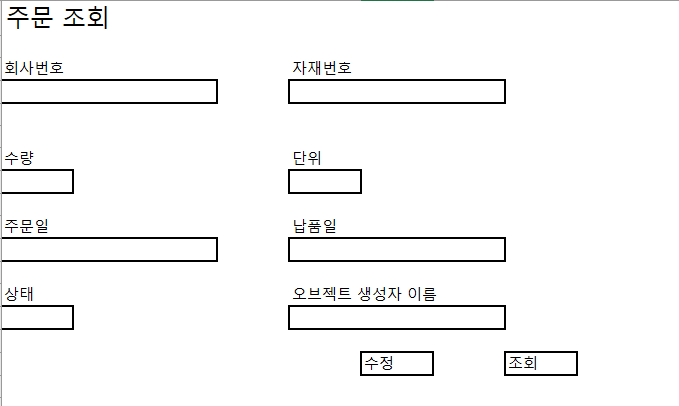 주문 조회
회사번호 자재번호
수량 단위
주문일 납품일
상태 오브젝트 생성자 이름
수정 조회